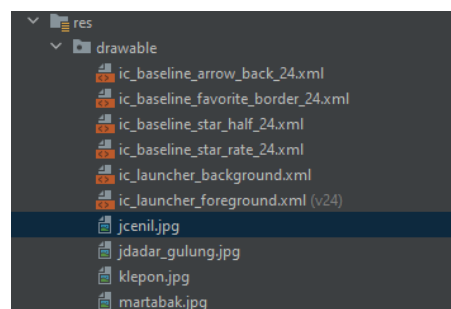 res
drawable
ic_baseline_arrow_back_24.xml
ic_baseline_favorite_border_24.xml
ic_baseline_star_half_24.xml
ic_baseline_star_rate_24.xml
ic_launcher_background.xml
ic_launcher_foreground.xml (v24)
jcenil.jpg
jdadar_gulung.jpg
klepon.jpg
martabak.jpg